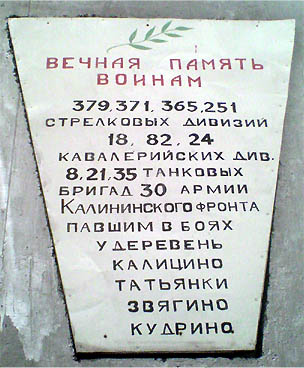 ВЕЧНАЯ ПАМЯТЬ
ВОИНАМ
379,371, 365,251
СТРЕЛКОВЫХ ДИВИЗИЙ
18, 82, 24
КАВАЛЕРИЙСКИХ ДИВ.
8,21,35 ТАНКОВЫХ
БРИГАД 30 АРМИИ
КАЛИНИНСКОГО ФРОНТА
ПАВШИМ В БОЯХ
У ДЕРЕВЕНЬ
КАЛИЦИНО
ТАТЬЯНКИ
ЗВЯГИНО
КУДРИНО